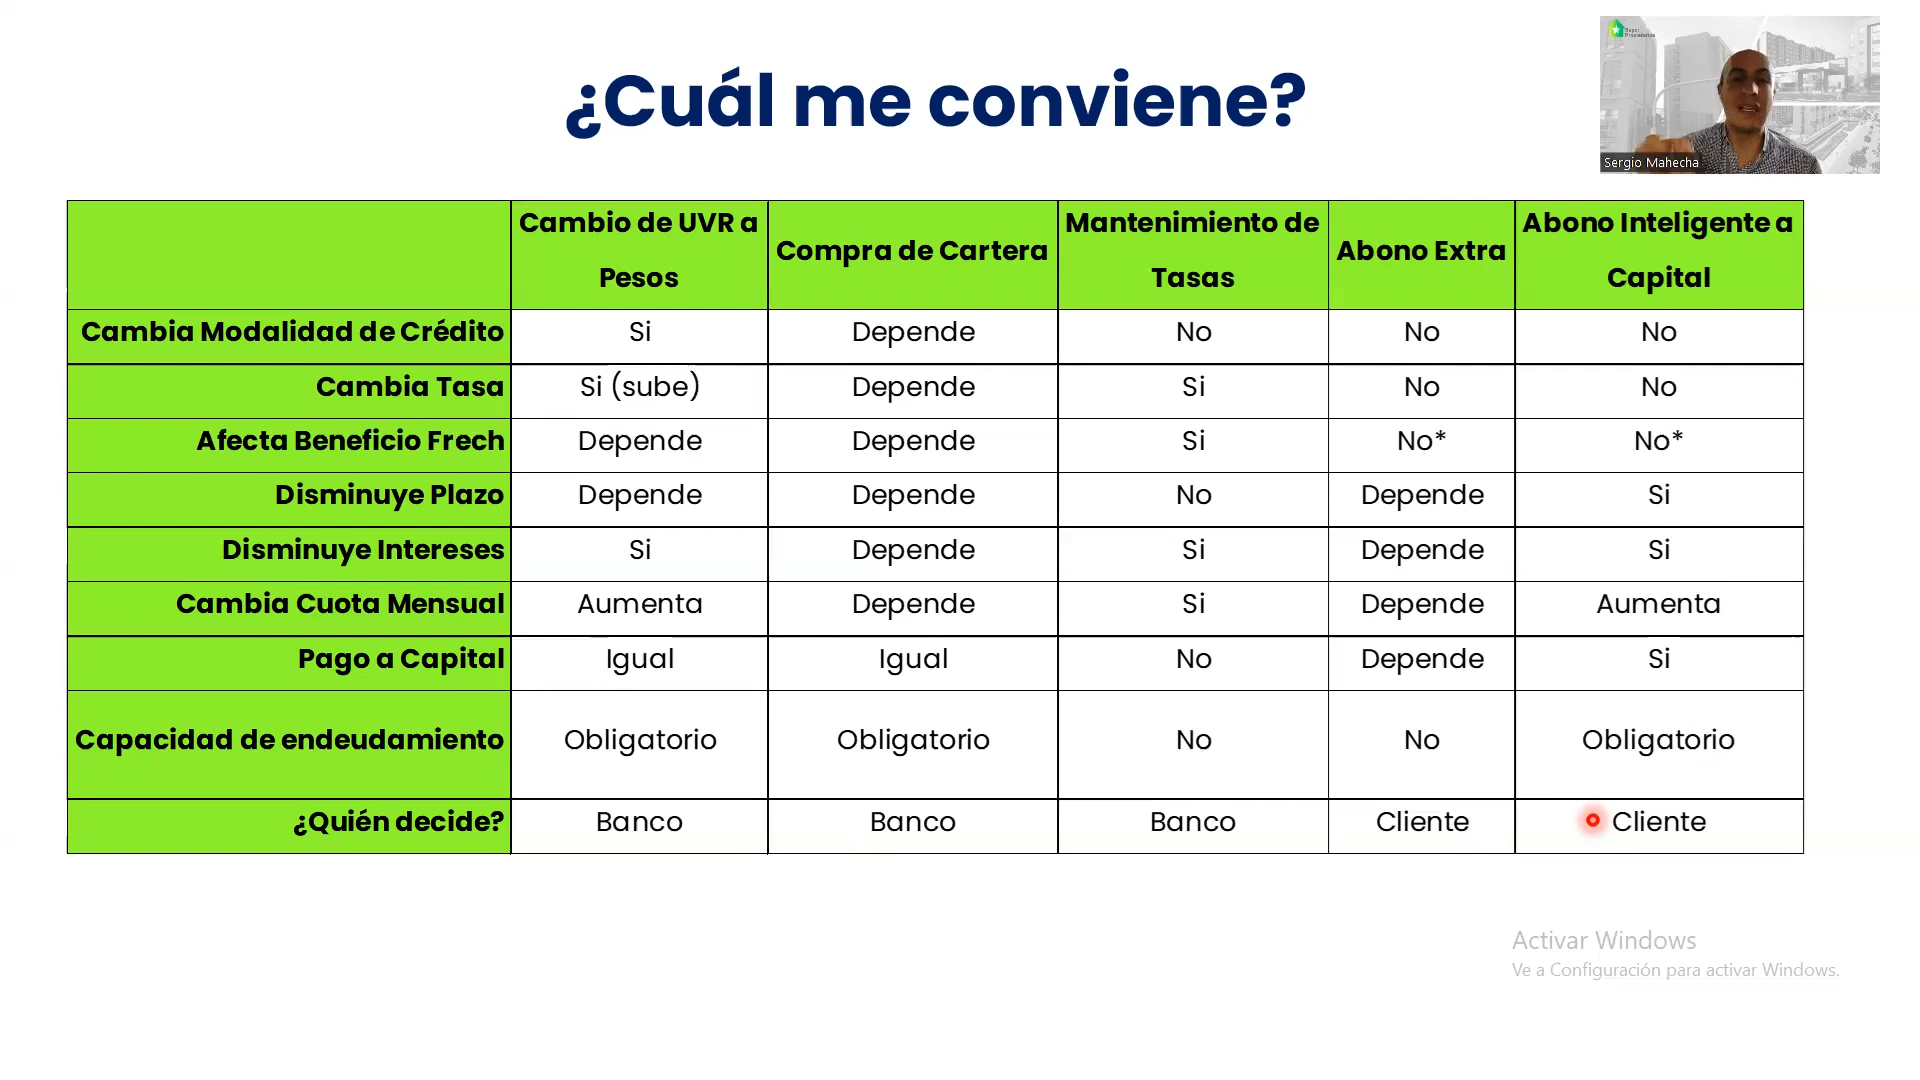 ¿Cuál me conviene?
Super
Propietarios
Sergio Mahecha
Cambio de UVR a Pesos
Compra de Cartera
Mantenimiento de Tasas
Abono Extra
Abono Inteligente a Capital
Cambia Modalidad de Crédito Si Depende No No No
Cambia Tasa Si (sube) Depende Si No No
Afecta Beneficio Frech Depende Depende Si No* No*
Disminuye Plazo Depende Depende No Depende Si
Disminuye Intereses Si Depende Si Depende Si
Cambia Cuota Mensual Aumenta Depende Si Depende Aumenta
Pago a Capital Igual Igual No Depende Si
Capacidad de endeudamiento Obligatorio Obligatorio No No Obligatorio
¿Quién decide? Banco Banco Banco Cliente Cliente
Activar Windows
Ve a Configuración para activar Windows.